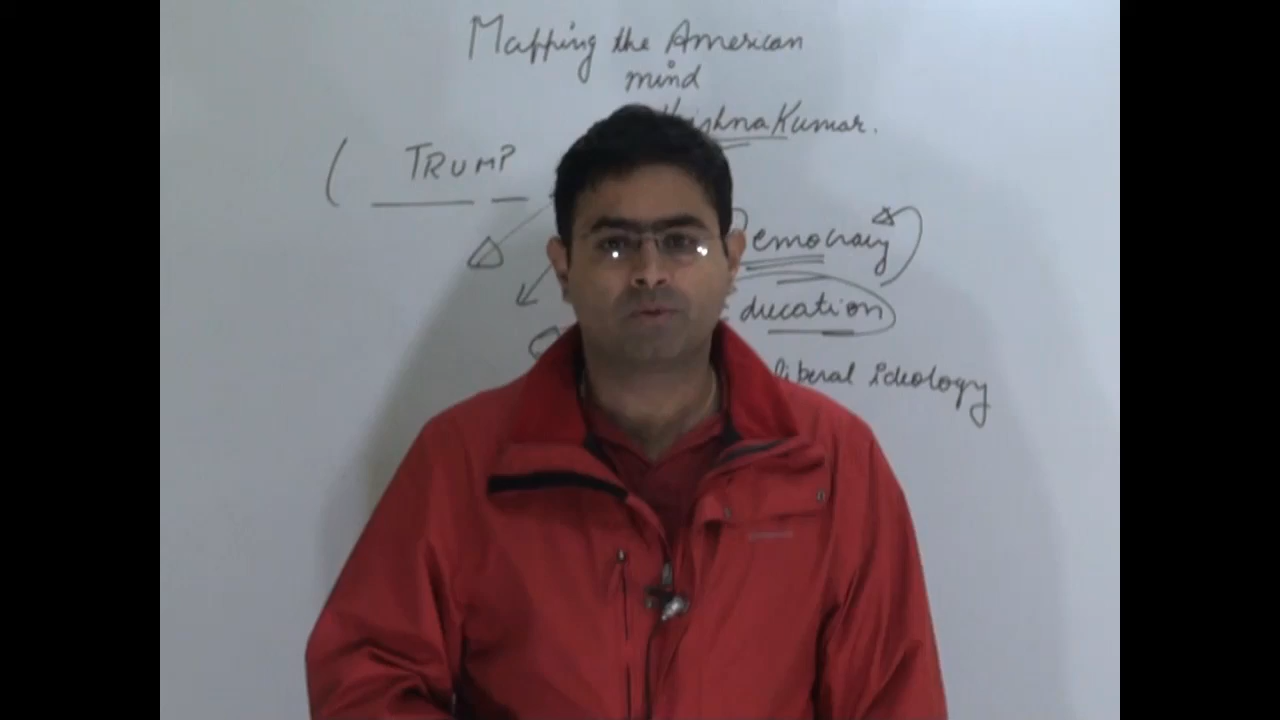 Mapping the American
mind
Krishna Kumar.
( TRUMP
emocracy
ducation
liberal ideology